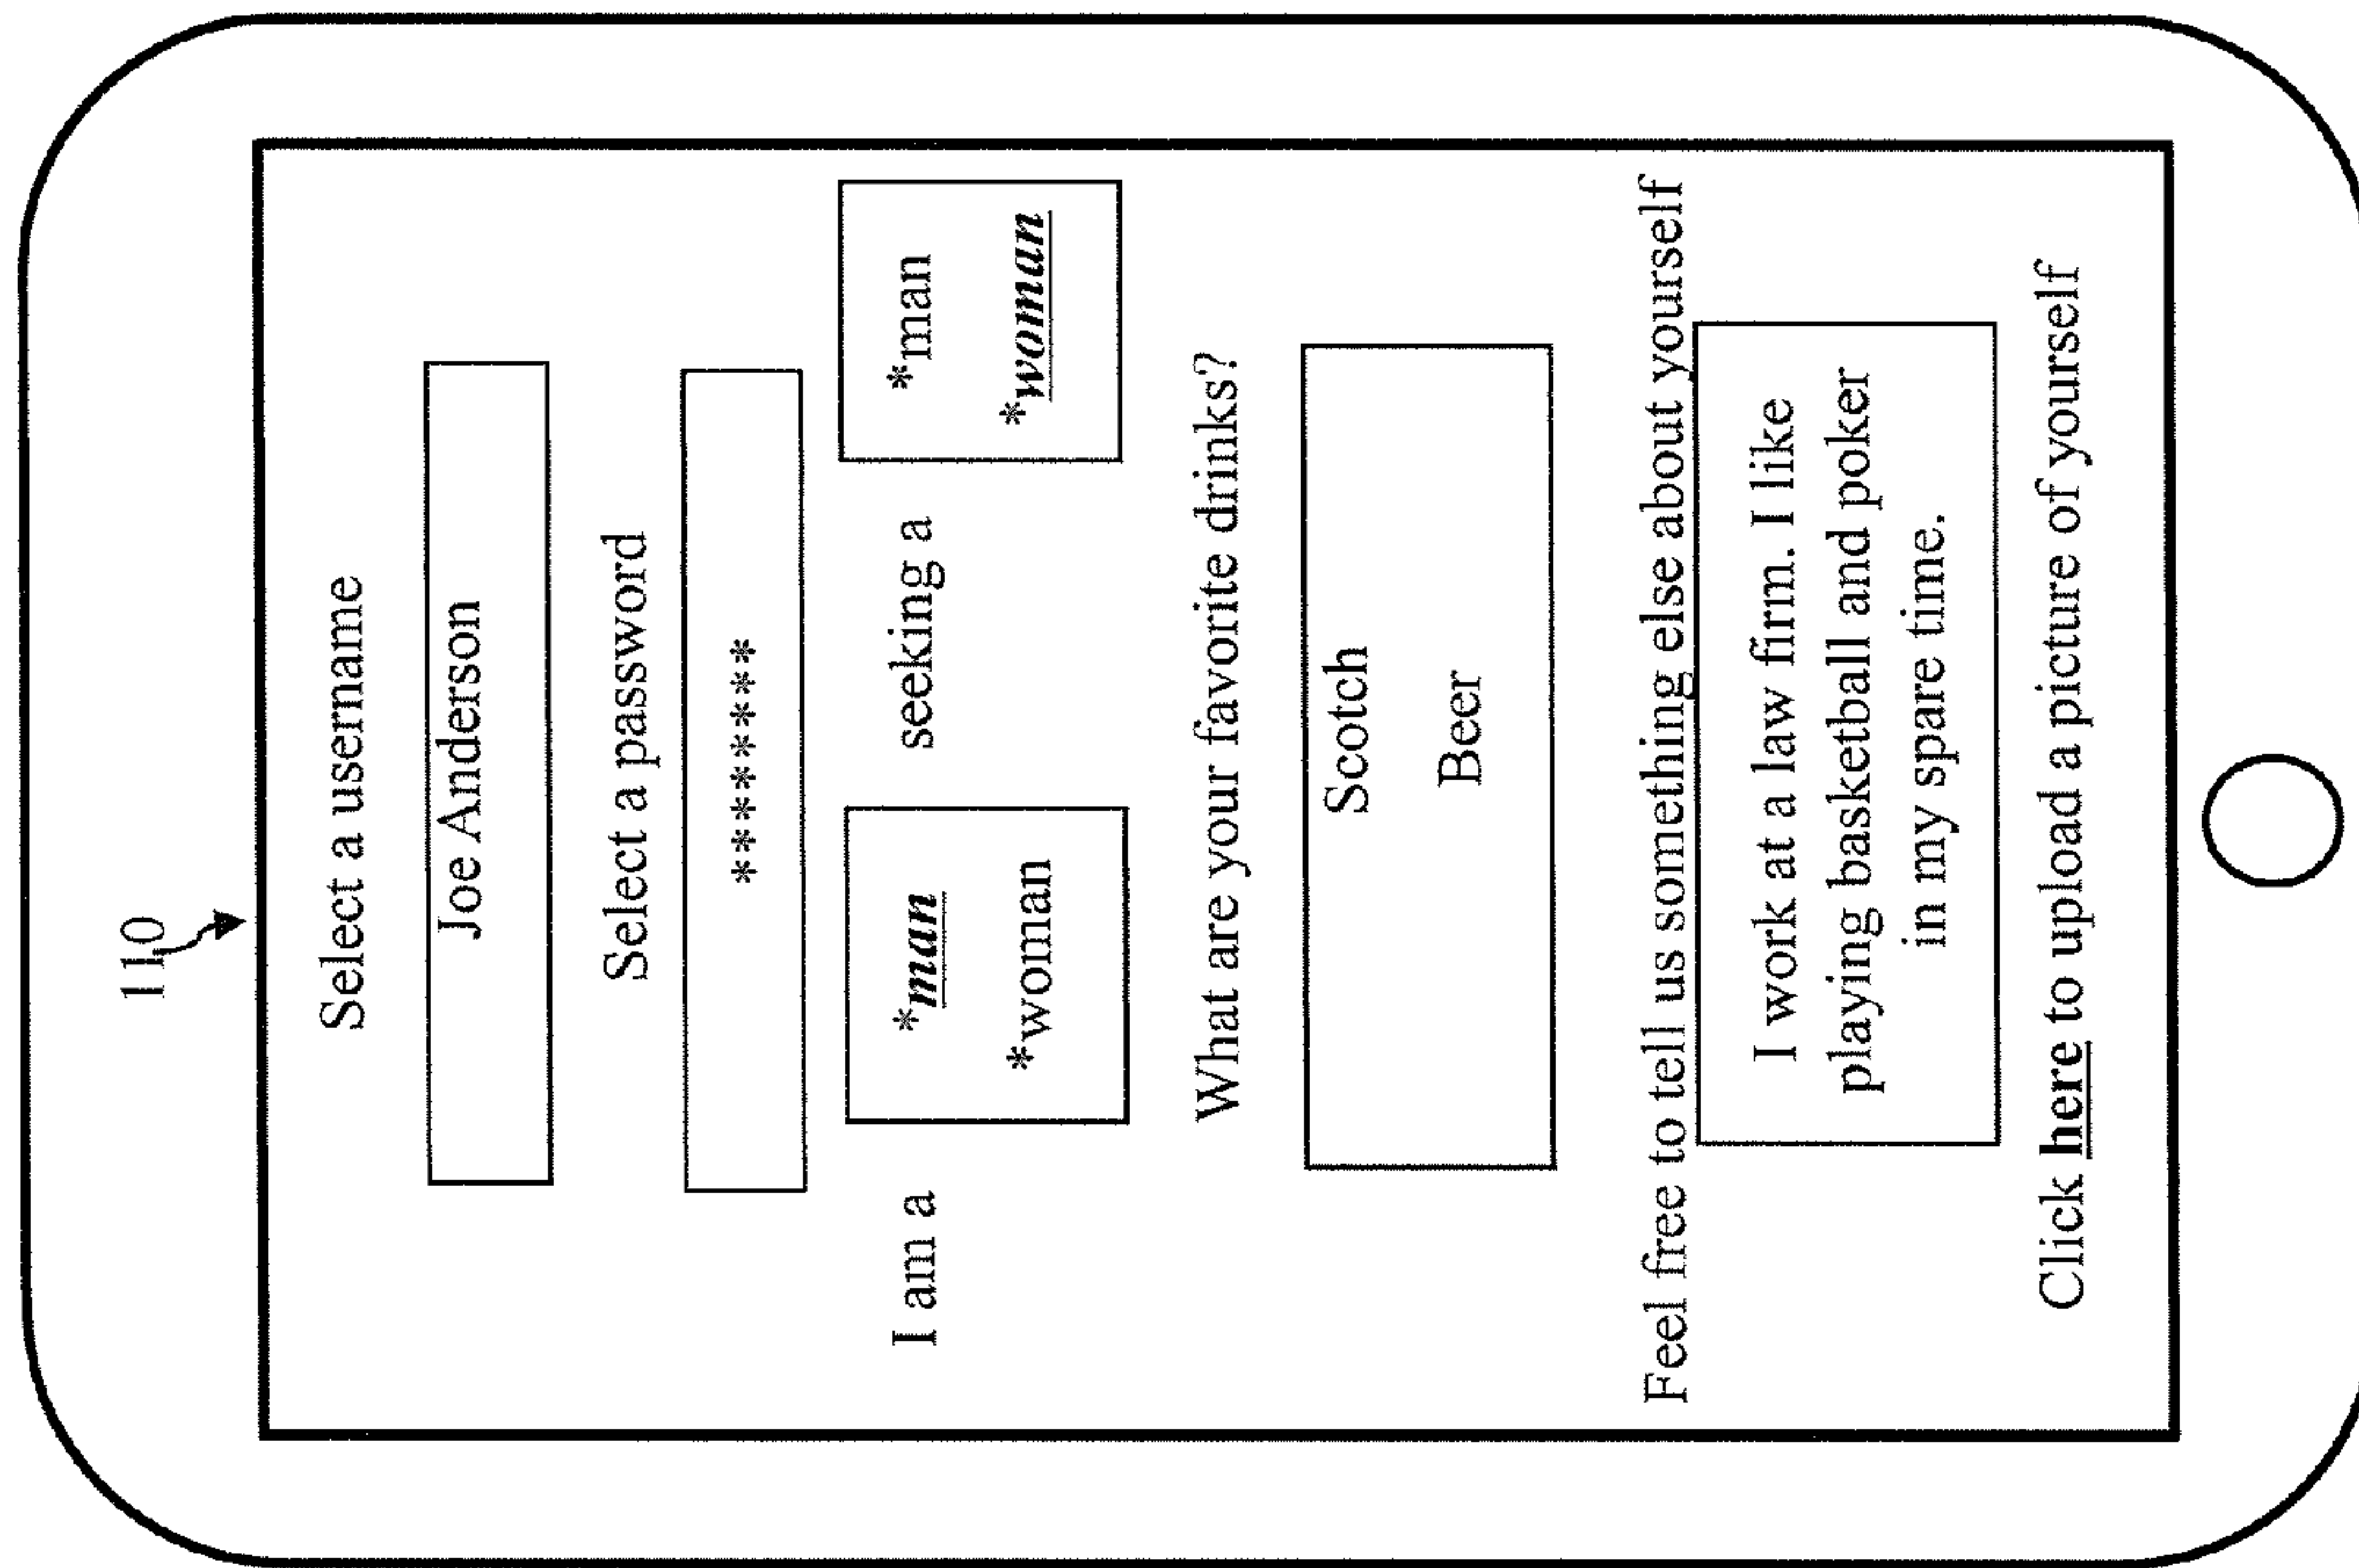 110
Select a username
Joe Anderson
Select a password
********
I am a *man *woman seeking a *man *woman
What are your favorite drinks?
Scotch
Beer
Feel free to tell us something else about yourself
I work at a law firm. I like
playing basketball and poker
in my spare time.
Click here to upload a picture of yourself